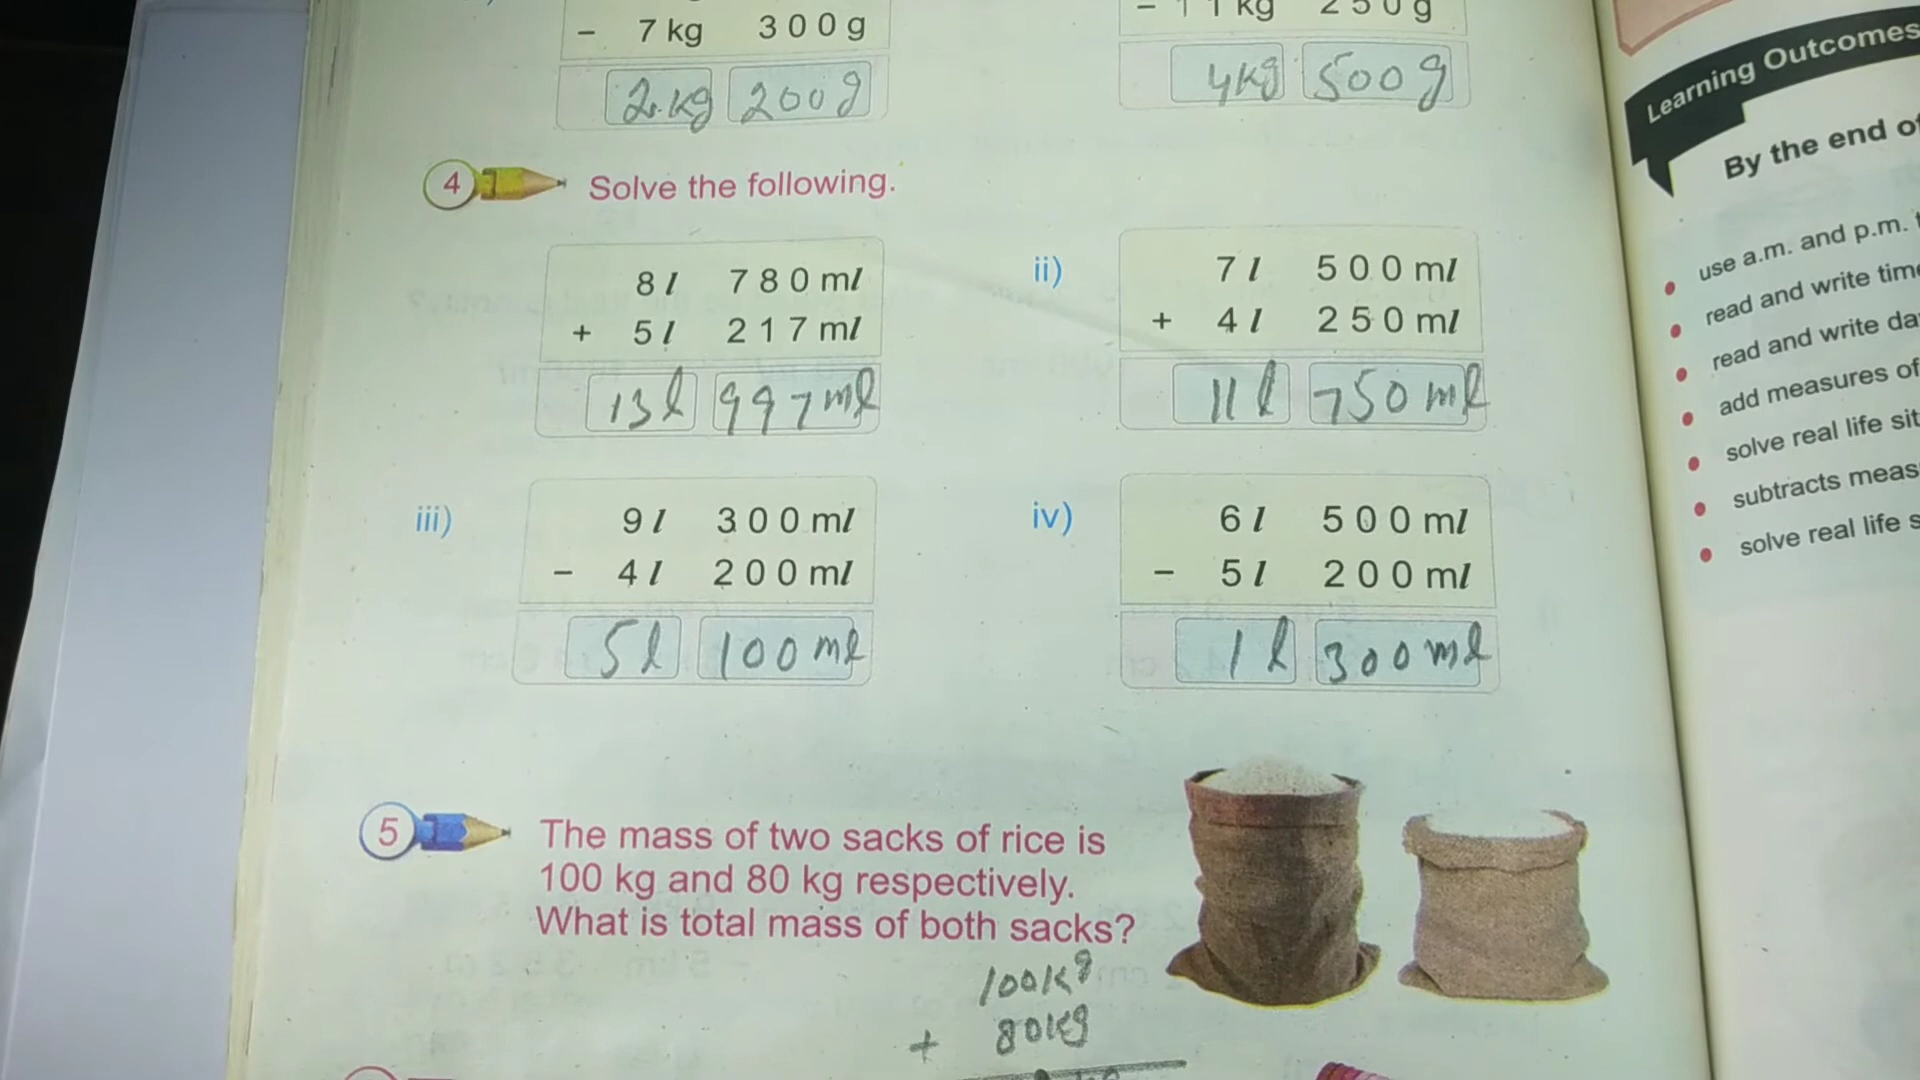 - 7 kg 300 g
2 kg 200 g
- 11 kg 250 g
4 kg 500 g
4 Solve the following.
8 l 780 ml
+ 5 l 217 ml
13 l 997 ml
ii) 7 l 500 ml
+ 4 l 250 ml
11 l 750 ml
iii) 9 l 300 ml
- 4 l 200 ml
5 l 100 ml
iv) 6 l 500 ml
- 5 l 200 ml
1 l 300 ml
5 The mass of two sacks of rice is
100 kg and 80 kg respectively.
What is total mass of both sacks?
100 kg
+ 80 kg
Learning Outcomes
By the end of
use a.m. and p.m.
read and write time
read and write
add measures of
solve real life
subtracts
solve real life